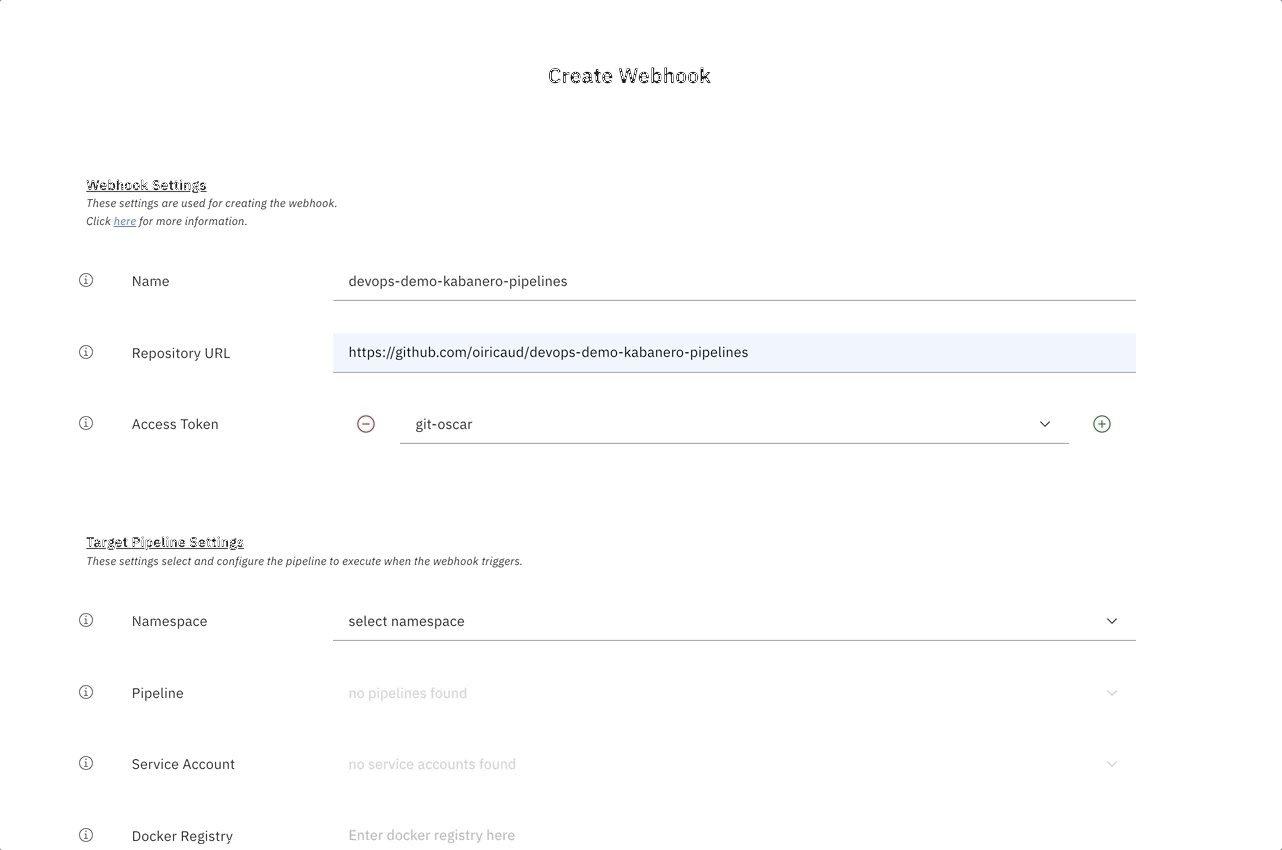 Create Webhook
Webhook Settings
These settings are used for creating the webhook.
Click here for more information.
Name devops-demo-kabanero-pipelines
Repository URL https://github.com/oiricaud/devops-demo-kabanero-pipelines
Access Token git-oscar
Target Pipeline Settings
These settings select and configure the pipeline to execute when the webhook triggers.
Namespace select namespace
Pipeline no pipelines found
Service Account no service accounts found
Docker Registry Enter docker registry here